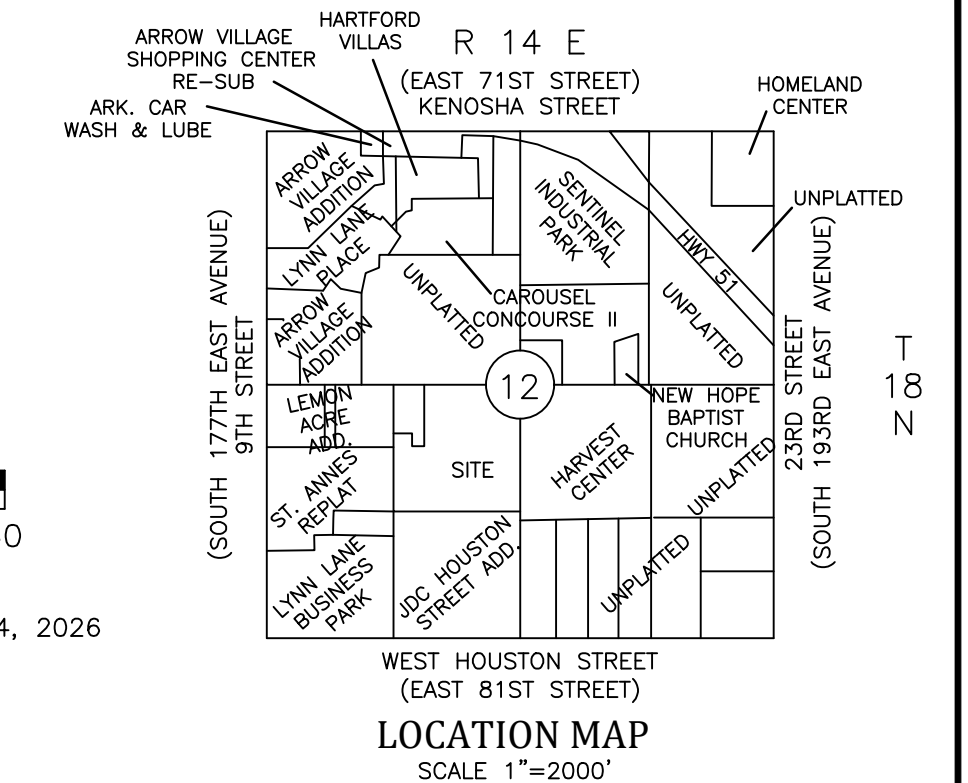 HARTFORD
VILLAS
R 14 E
ARROW VILLAGE
SHOPPING CENTER
RE-SUB
(EAST 71ST STREET)
KENOSHA STREET
HOMELAND
CENTER
ARK. CAR
WASH & LUBE
ARROW
VILLAGE
ADDITION
SENTINEL
INDUSTRIAL
PARK
UNPLATTED
LYNN LANE
PLACE
HWY 51
UNPLATTED
CAROUSEL
CONCOURSE II
UNPLATTED
ARROW
VILLAGE
ADDITION
(SOUTH 177TH EAST AVENUE)
9TH STREET
23RD STREET
(SOUTH 193RD EAST AVENUE)
T
18
N
12
LEMON
ACRE
ADD.
NEW HOPE
BAPTIST
CHURCH
SITE
HARVEST
CENTER
UNPLATTED
ST. ANNES
REPLAT
LYNN LANE
BUSINESS
PARK
JDC HOUSTON
STREET ADD.
UNPLATTED
0
4, 2026
WEST HOUSTON STREET
(EAST 81ST STREET)
LOCATION MAP
SCALE 1"=2000'